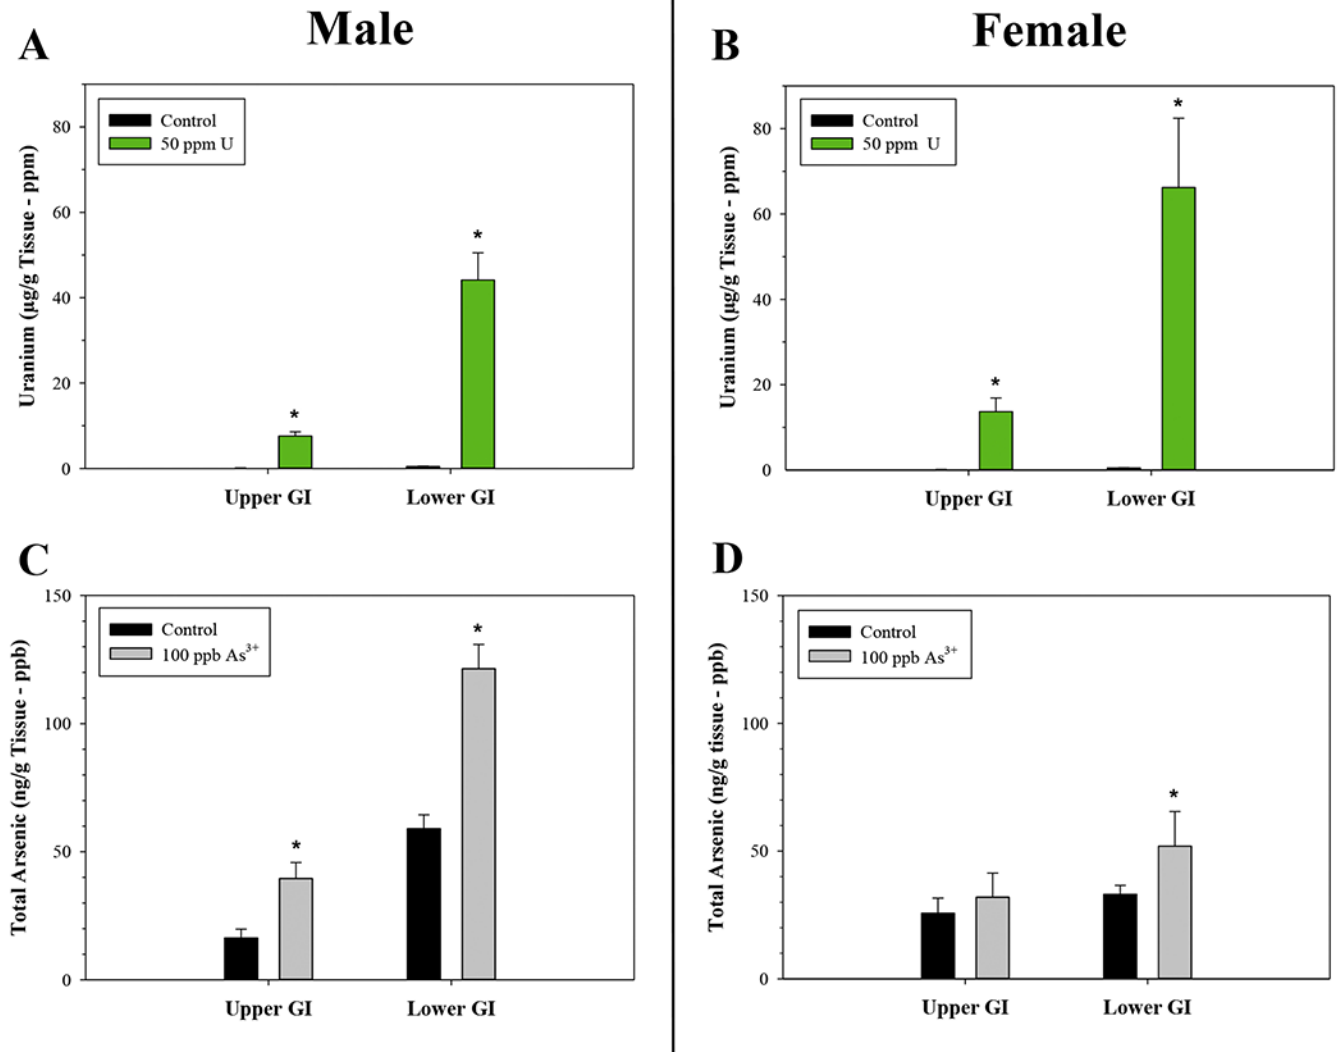 Male
Female
A
Control
50 ppm U
*
*
80
60
40
20
0
Uranium (µg/g Tissue - ppm)
Upper GI
Lower GI
B
Control
50 ppm U
*
*
80
60
40
20
0
Uranium (µg/g Tissue - ppm)
Upper GI
Lower GI
C
Control
100 ppb As³⁺
*
*
150
100
50
0
Total Arsenic (ng/g Tissue - ppb)
Upper GI
Lower GI
D
Control
100 ppb As³⁺
*
150
100
50
0
Total Arsenic (ng/g tissue - ppb)
Upper GI
Lower GI